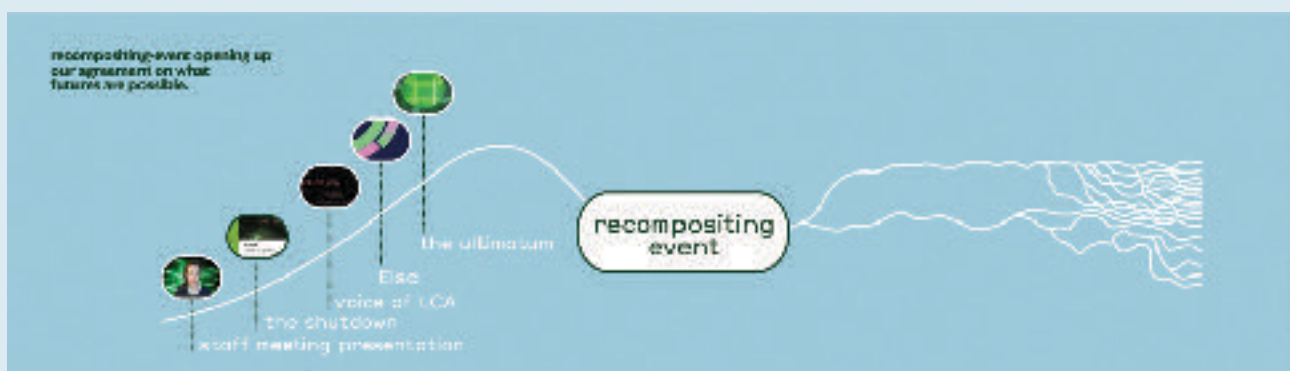 recompositing-event opening up
our agreement on what
futures are possible.
the ultimatum
Else
voice of LCA
the shutdown
staff meeting presentation
recompositing
event